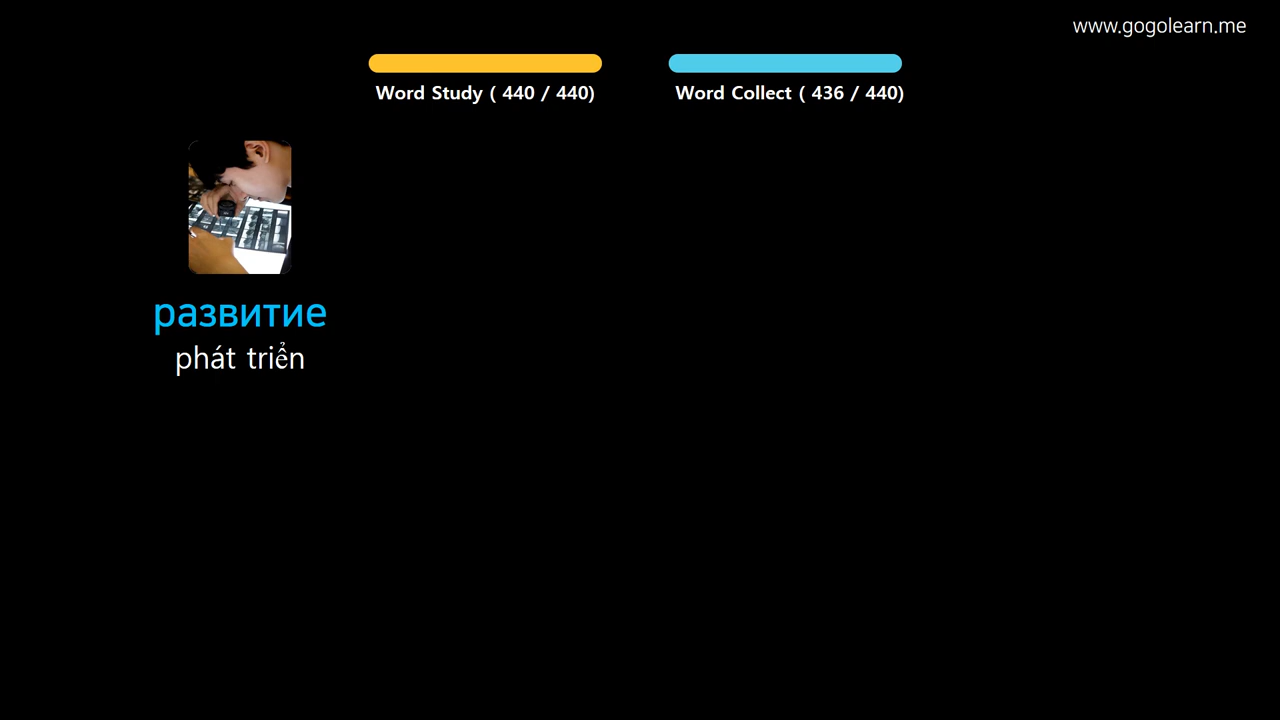 www.gogolearn.me
Word Study ( 440 / 440)
Word Collect ( 436 / 440)
развитие
phát triển